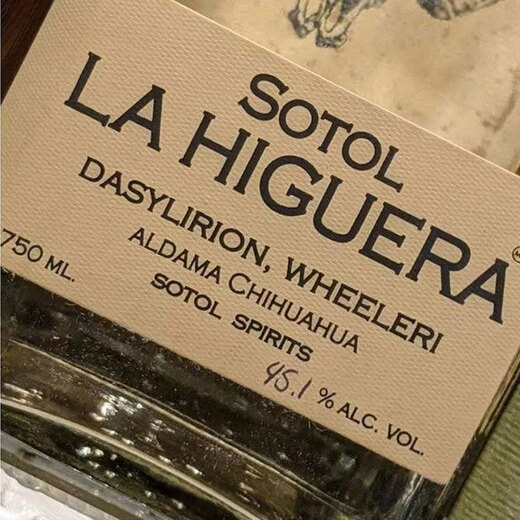 SOTOL
LA HIGUERA
DASYLIRION, WHEELERI
ALDAMA CHIHUAHUA
750 ML.
SOTOL SPIRITS
45.1 % ALC. VOL.